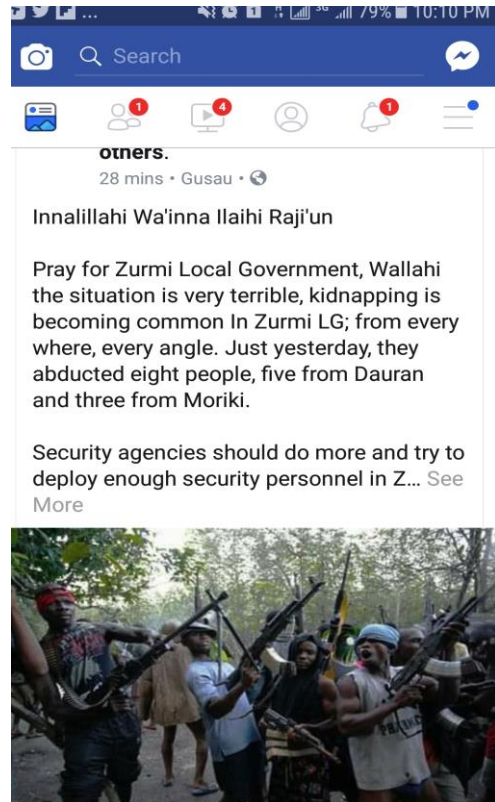 3G 79% 10:10 PM
Search
1 4 1
others.
28 mins • Gusau •
Innalillahi Wa'inna Ilaihi Raji'un
Pray for Zurmi Local Government, Wallahi
the situation is very terrible, kidnapping is
becoming common In Zurmi LG; from every
where, every angle. Just yesterday, they
abducted eight people, five from Dauran
and three from Moriki.
Security agencies should do more and try to
deploy enough security personnel in Z... See
More